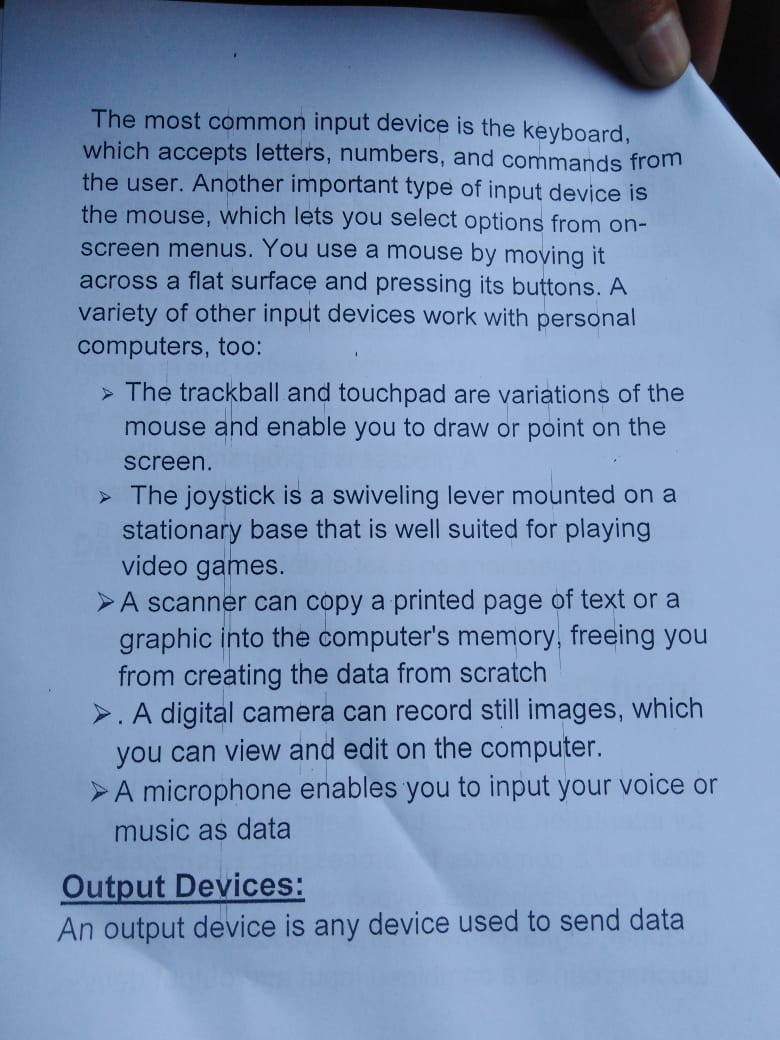 The most common input device is the keyboard,
which accepts letters, numbers, and commands from
the user. Another important type of input device is
the mouse, which lets you select options from on-
screen menus. You use a mouse by moving it
across a flat surface and pressing its buttons. A
variety of other input devices work with personal
computers, too:
➢ The trackball and touchpad are variations of the
mouse and enable you to draw or point on the
screen.
➢ The joystick is a swiveling lever mounted on a
stationary base that is well suited for playing
video games.
➢ A scanner can copy a printed page of text or a
graphic into the computer's memory, freeing you
from creating the data from scratch
➢. A digital camera can record still images, which
you can view and edit on the computer.
➢ A microphone enables you to input your voice or
music as data
Output Devices:
An output device is any device used to send data